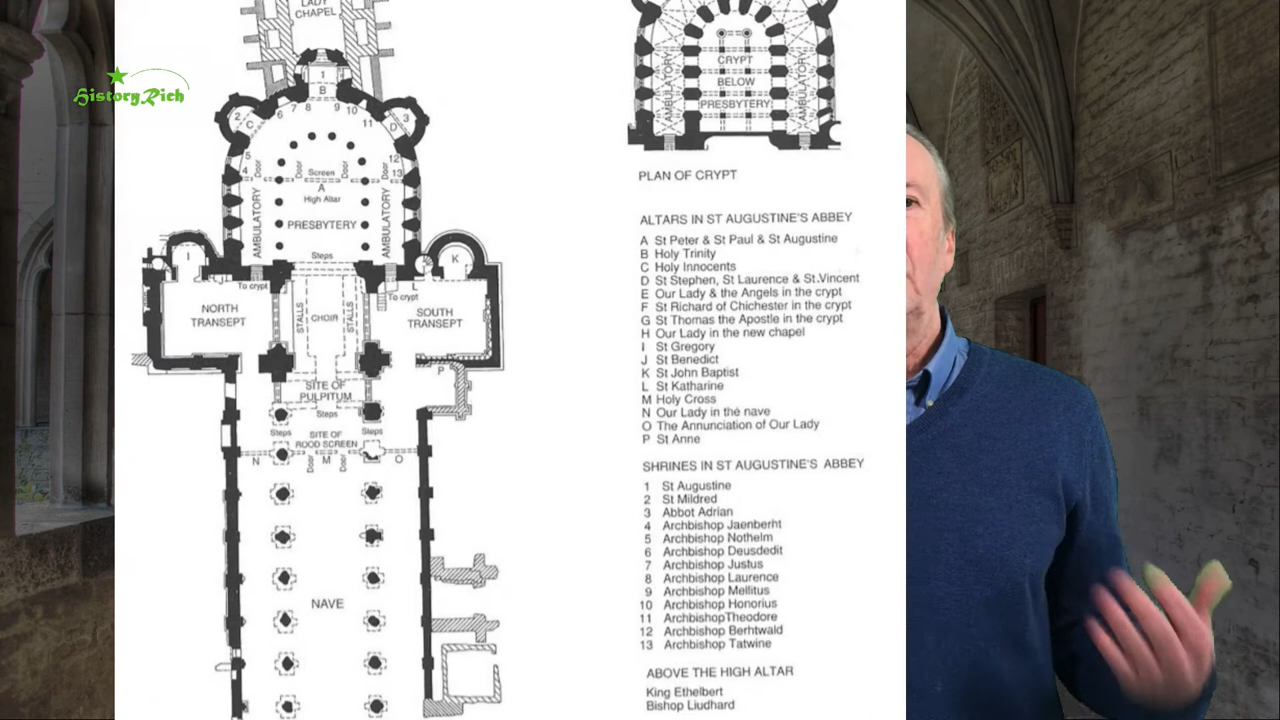 LADY
CHAPEL
HistoryRich
1
B
2
C
6
7
8
9
10
11
D
3
5
4
Door
Door
Screen
Door
Door
12
13
A
High Altar
AMBULATORY
PRESBYTERY
AMBULATORY
Steps
I
J
To crypt
K
L
To crypt
NORTH
TRANSEPT
STALLS
CHOIR
STALLS
SOUTH
TRANSEPT
P
SITE OF
PULPITUM
Steps
Steps
Steps
SITE OF
ROOD SCREEN
N
Door
M
Door
O
NAVE
AMBULATORY
CRYPT
BELOW
PRESBYTERY
AMBULATORY
PLAN OF CRYPT
ALTARS IN ST AUGUSTINE'S ABBEY
A St Peter & St Paul & St Augustine
B Holy Trinity
C Holy Innocents
D St Stephen, St Laurence & St.Vincent
E Our Lady & the Angels in the crypt
F St Richard of Chichester in the crypt
G St Thomas the Apostle in the crypt
H Our Lady in the new chapel
I St Gregory
J St Benedict
K St John Baptist
L St Katharine
M Holy Cross
N Our Lady in the nave
O The Annunciation of Our Lady
P St Anne
SHRINES IN ST AUGUSTINE'S ABBEY
1 St Augustine
2 St Mildred
3 Abbot Adrian
4 Archbishop Jaenberht
5 Archbishop Nothelm
6 Archbishop Deusdedit
7 Archbishop Justus
8 Archbishop Laurence
9 Archbishop Mellitus
10 Archbishop Honorius
11 ArchbishopTheodore
12 Archbishop Berhtwald
13 Archbishop Tatwine
ABOVE THE HIGH ALTAR
King Ethelbert
Bishop Liudhard